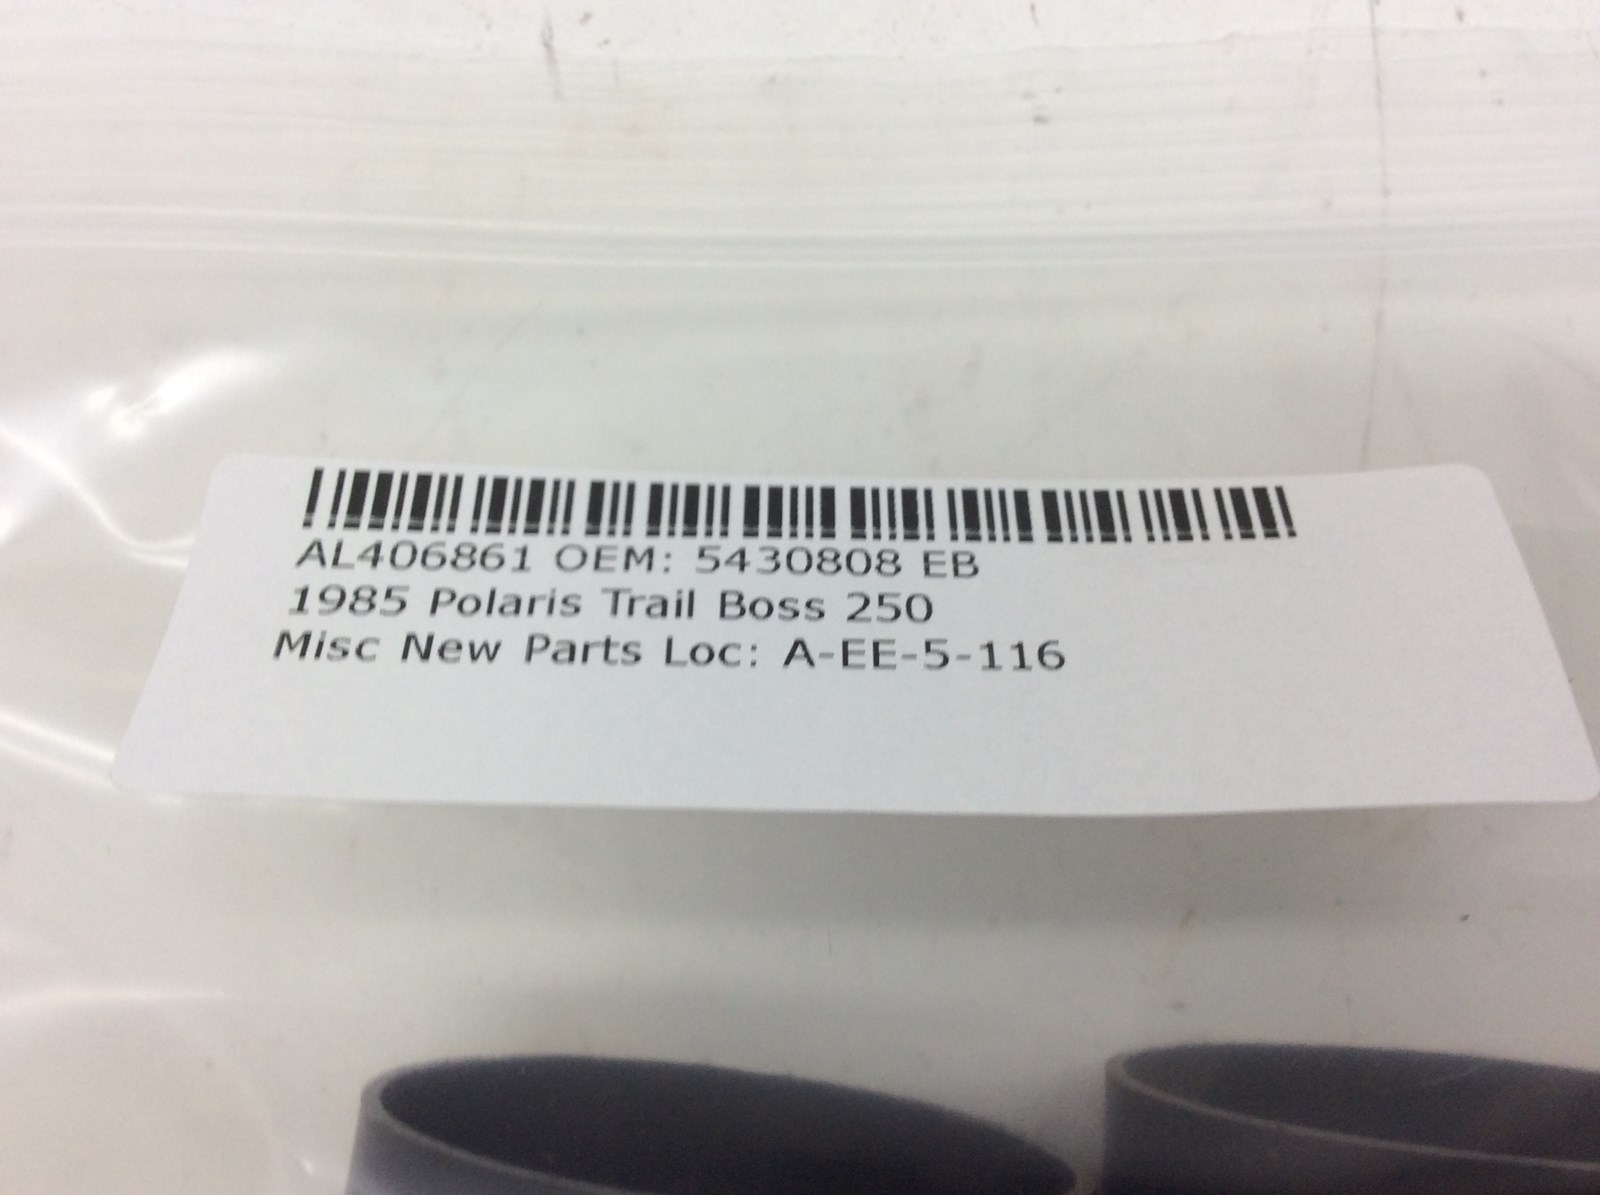 AL406861 OEM: 5430808 EB
1985 Polaris Trail Boss 250
Misc New Parts Loc: A-EE-5-116